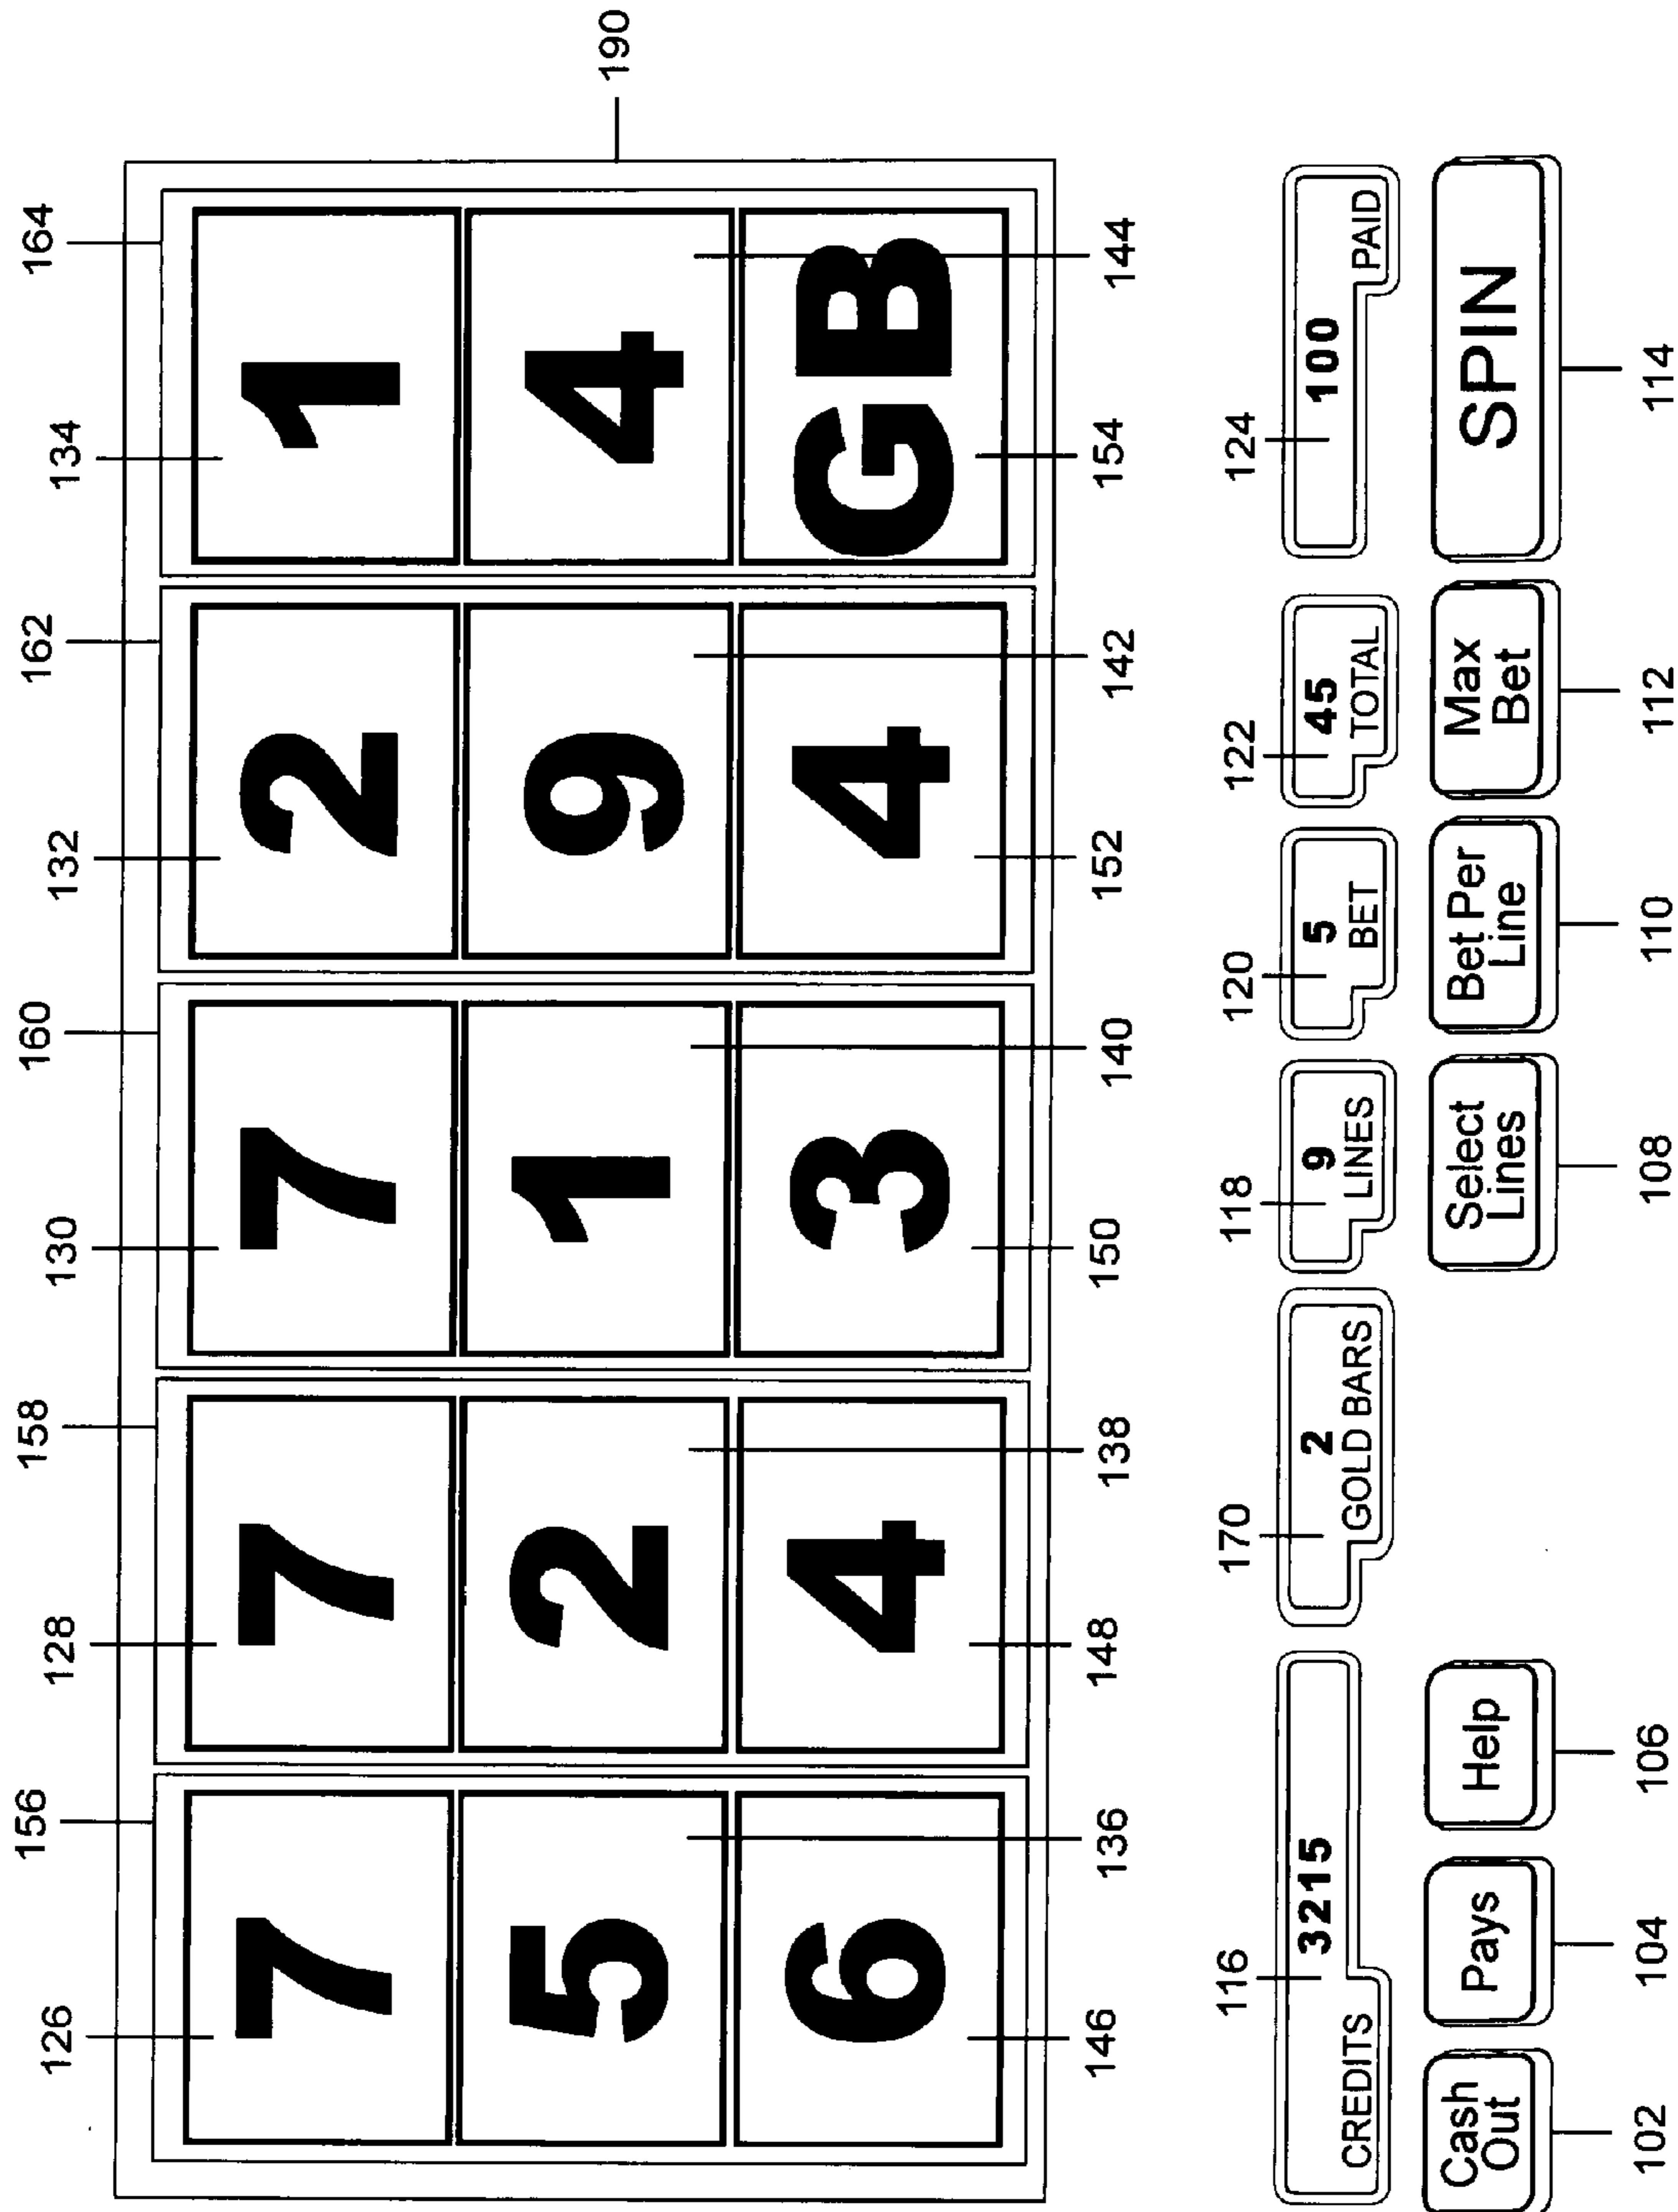 156 158 160 162 164
126 128 130 132 134
7 7 7 2 1
190
5 2 1 9 4
6 4 3 4 GB
136 138 140 142 144
146 148 150 152 154
116 170 118 120 122 124
CREDITS 3215
2
GOLD BARS
9
LINES
5
BET
45
TOTAL
100
PAID
Cash
Out
Pays
Help
Select
Lines
Bet Per
Line
Max
Bet
SPIN
102 104 106 108 110 112 114